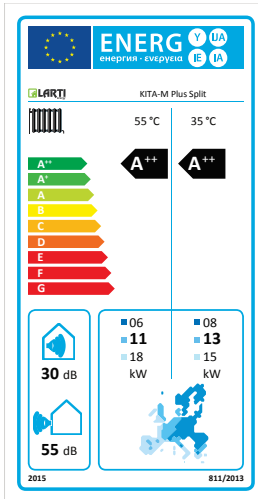 ENERG
Y IJA
IE IA
енергия · ενεργεια
LARTI
KITA-M Plus Split
55 °C
35 °C
A++
A++
A++
A+
A
B
C
D
E
F
G
06
11
18
kW
08
13
15
kW
30 dB
55 dB
2015
811/2013